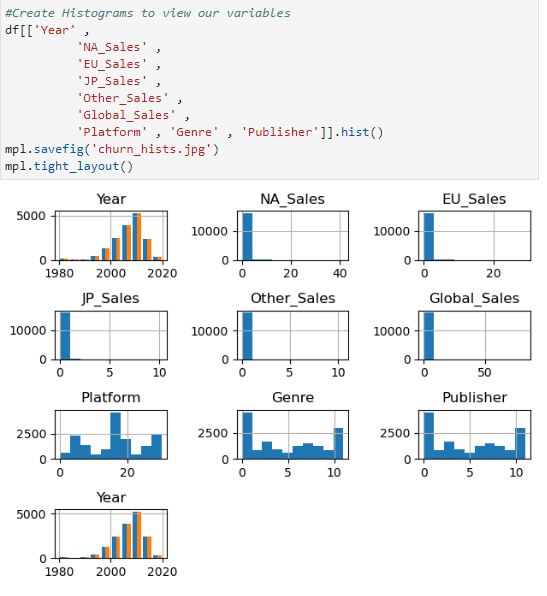 #Create Histograms to view our variables
df[['Year' ,
'NA_Sales' ,
'EU_Sales' ,
'JP_Sales' ,
'Other_Sales' ,
'Global_Sales' ,
'Platform' , 'Genre' , 'Publisher']].hist()
mpl.savefig('churn_hists.jpg')
mpl.tight_layout()
Year NA_Sales EU_Sales
5000 10000 10000
0 0 0
1980 2000 2020 0 20 40 0 20
JP_Sales Other_Sales Global_Sales
10000 10000 10000
0 0 0
0 5 10 0 5 10 0 50
Platform Genre Publisher
2500 2500 2500
0 0 0
0 20 0 5 10 0 5 10
Year
5000
0
1980 2000 2020